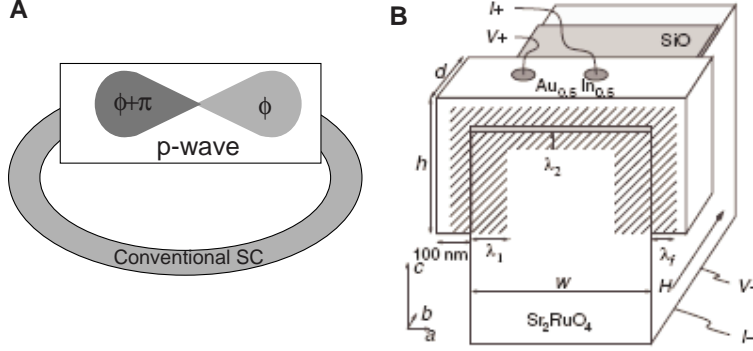 A
ϕ+π
ϕ
p-wave
Conventional SC
B
I+
V+
SiO
d
Au0.5 In0.5
h
λ2
100 nm
λ1
λf
c
b
a
w
H
V-
I-
Sr2RuO4